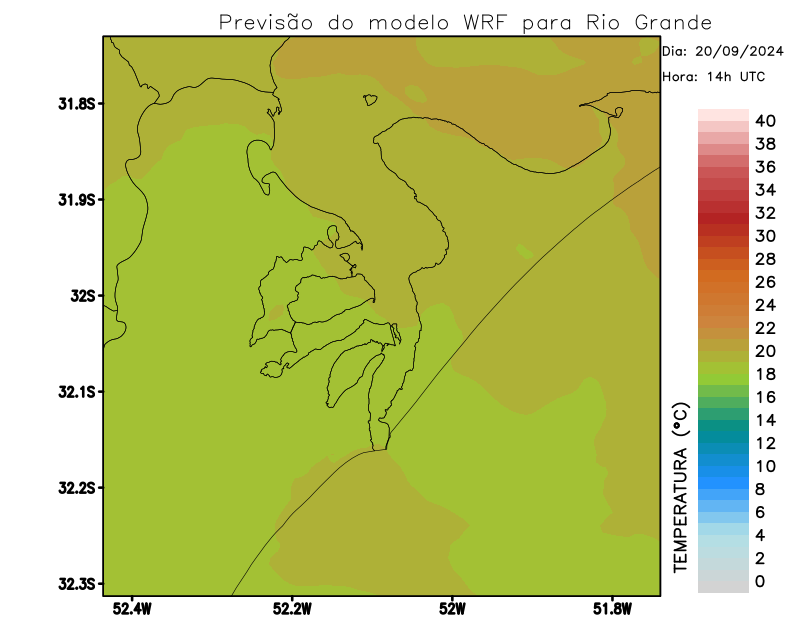 Previsão do modelo WRF para Rio Grande
Dia: 20/09/2024
Hora: 14h UTC
31.8S
31.9S
32S
32.1S
32.2S
32.3S
52.4W
52.2W
52W
51.8W
TEMPERATURA (°C)
40
38
36
34
32
30
28
26
24
22
20
18
16
14
12
10
8
6
4
2
0